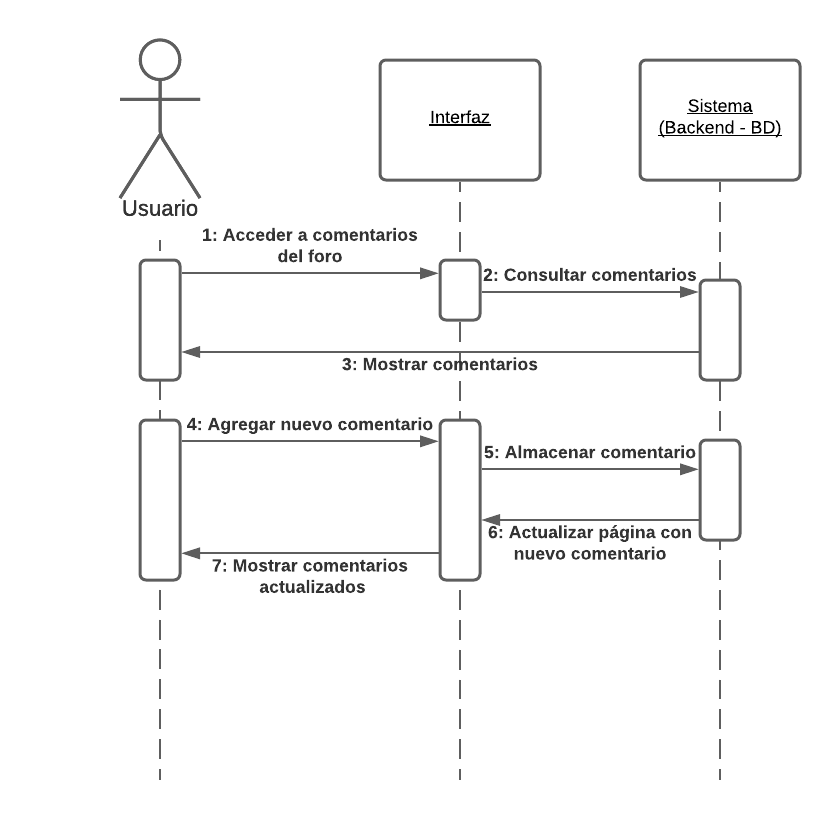 Interfaz
Sistema
(Backend - BD)
Usuario
1: Acceder a comentarios
del foro
2: Consultar comentarios
3: Mostrar comentarios
4: Agregar nuevo comentario
5: Almacenar comentario
6: Actualizar página con
nuevo comentario
7: Mostrar comentarios
actualizados